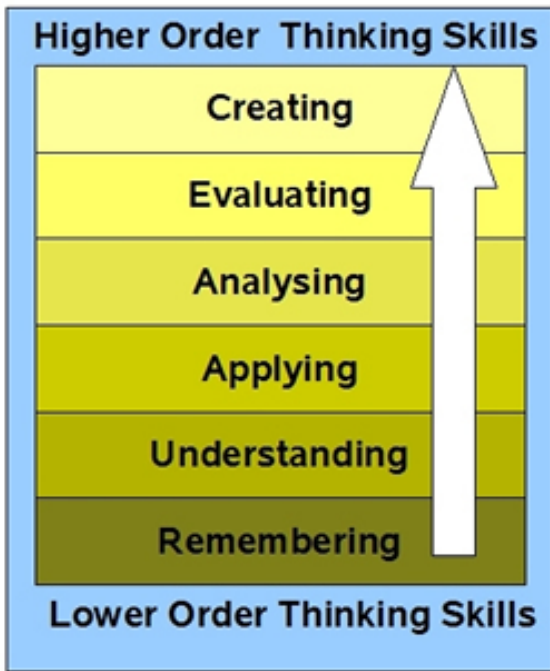 Higher Order Thinking Skills
Creating
Evaluating
Analysing
Applying
Understanding
Remembering
Lower Order Thinking Skills